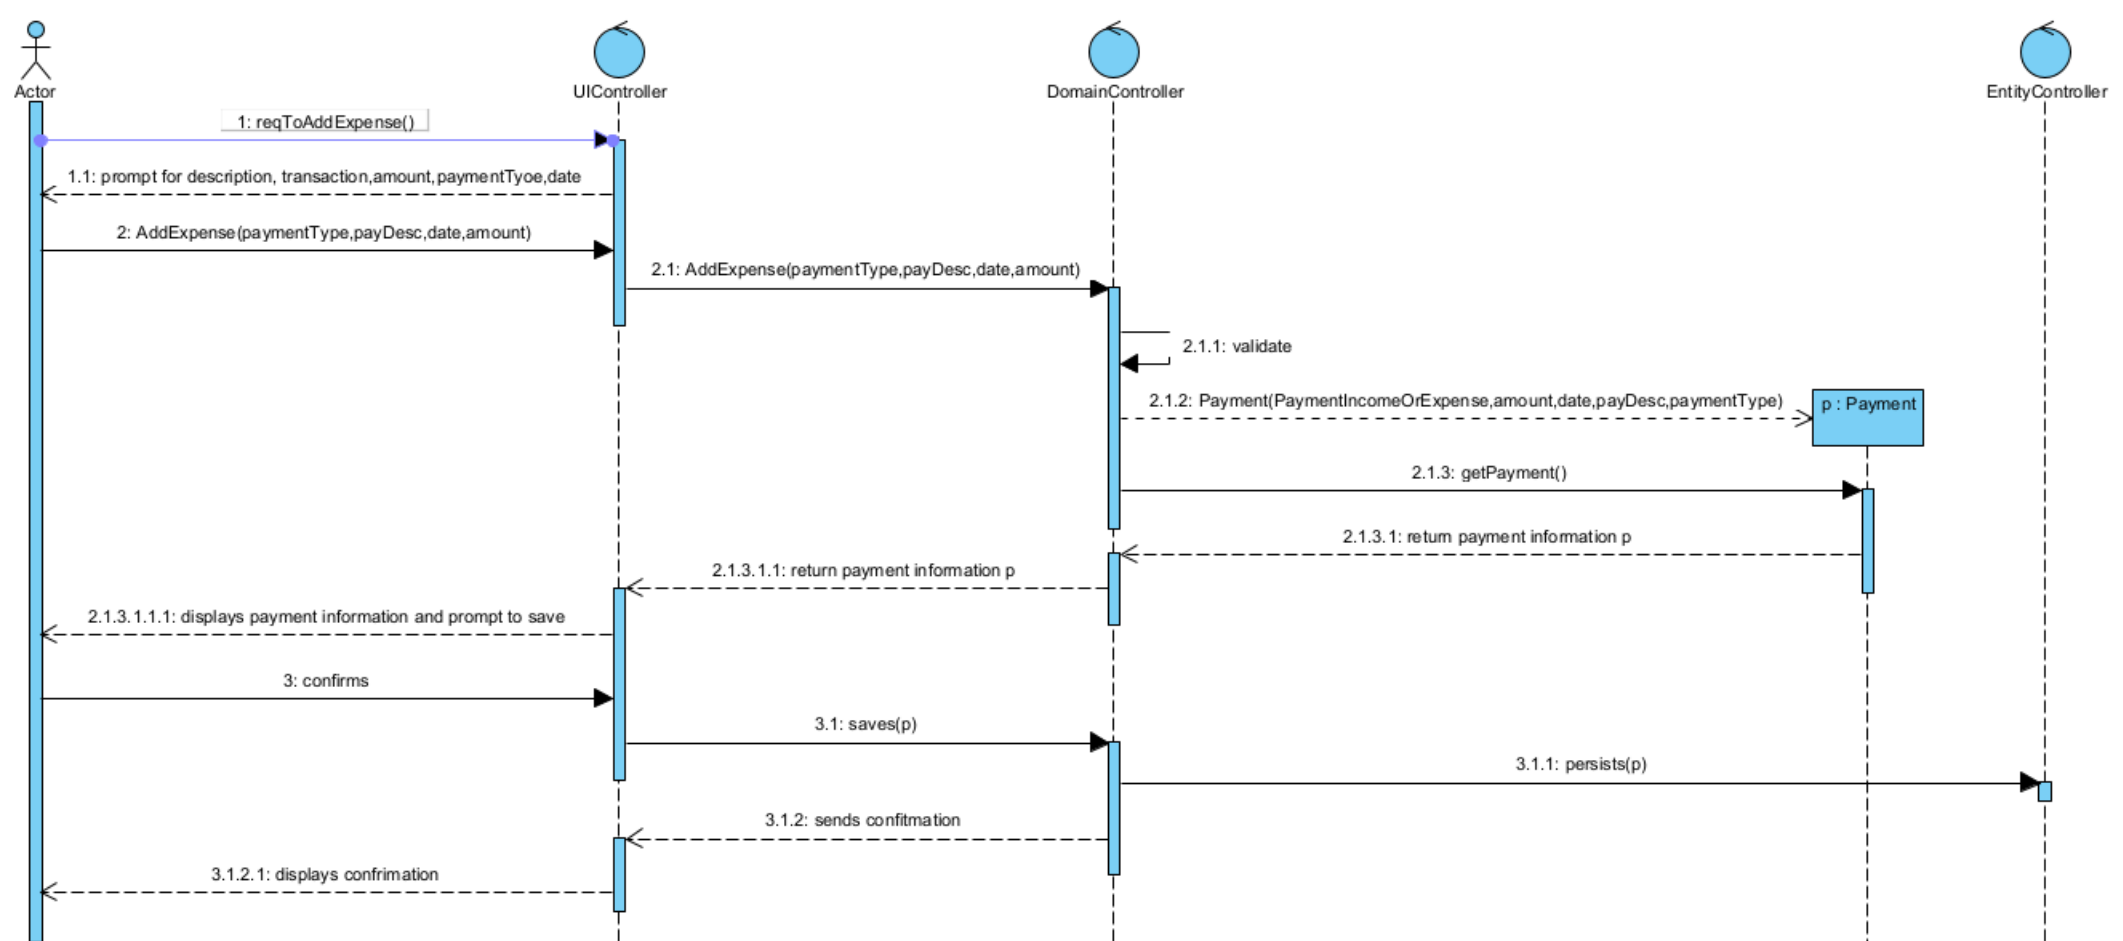 Actor
UIController
DomainController
EntityController
1: reqToAddExpense()
1.1: prompt for description, transaction,amount,paymentTyoe,date
2: AddExpense(paymentType,payDesc,date,amount)
2.1: AddExpense(paymentType,payDesc,date,amount)
2.1.1: validate
2.1.2: Payment(PaymentIncomeOrExpense,amount,date,payDesc,paymentType)
p : Payment
2.1.3: getPayment()
2.1.3.1: return payment information p
2.1.3.1.1: return payment information p
2.1.3.1.1.1: displays payment information and prompt to save
3: confirms
3.1: saves(p)
3.1.1: persists(p)
3.1.2: sends confitmation
3.1.2.1: displays confrimation